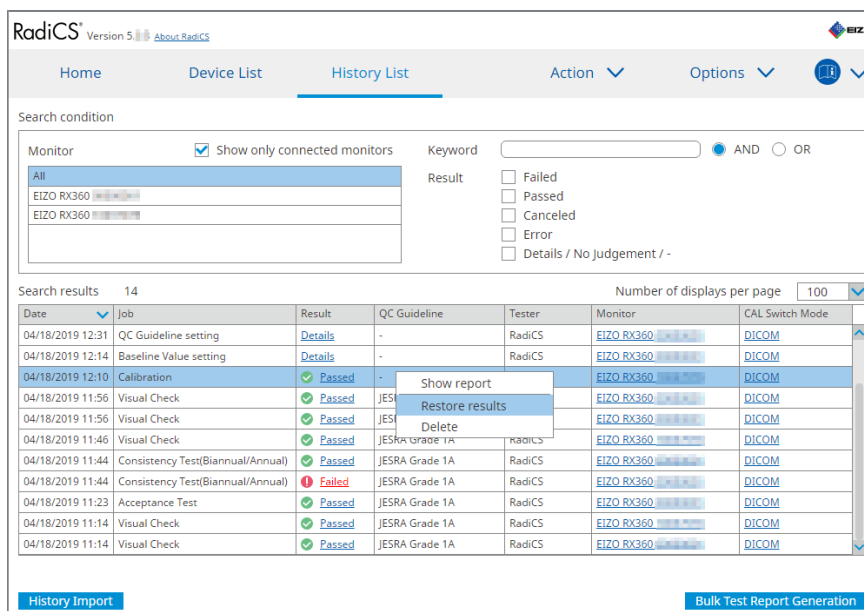 RadiCS® Version 5. About RadiCS EIZ
Home Device List History List Action Options
Search condition
Monitor Show only connected monitors Keyword AND OR
All Result Failed
EIZO RX360 Passed
EIZO RX360 Canceled
Error
Details / No Judgement / -
Search results 14 Number of displays per page 100
Date Job Result QC Guideline Tester Monitor CAL Switch Mode
04/18/2019 12:31 QC Guideline setting Details - RadiCS EIZO RX360 DICOM
04/18/2019 12:14 Baseline Value setting Details - RadiCS EIZO RX360 DICOM
04/18/2019 12:10 Calibration Passed - EIZO RX360 DICOM
Show report
04/18/2019 11:56 Visual Check Passed JES EIZO RX360 DICOM
Restore results
04/18/2019 11:56 Visual Check Passed JES EIZO RX360 DICOM
Delete
04/18/2019 11:46 Visual Check Passed JESRA Grade 1A RadiCS EIZO RX360 DICOM
04/18/2019 11:44 Consistency Test(Biannual/Annual) Passed JESRA Grade 1A RadiCS EIZO RX360 DICOM
04/18/2019 11:44 Consistency Test(Biannual/Annual) Failed JESRA Grade 1A RadiCS EIZO RX360 DICOM
04/18/2019 11:23 Acceptance Test Passed JESRA Grade 1A RadiCS EIZO RX360 DICOM
04/18/2019 11:14 Visual Check Passed JESRA Grade 1A RadiCS EIZO RX360 DICOM
04/18/2019 11:14 Visual Check Passed JESRA Grade 1A RadiCS EIZO RX360 DICOM
History Import Bulk Test Report Generation